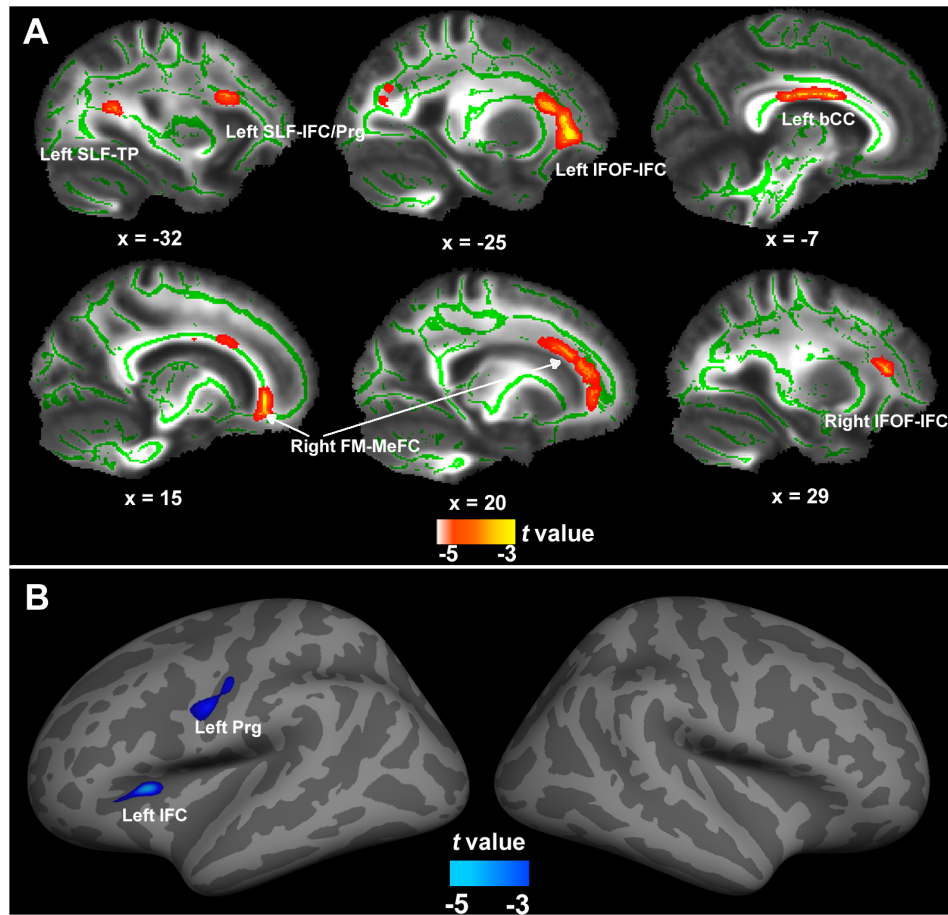 A
Left SLF-TP
Left SLF-IFC/Prg
x = -32
Left IFOF-IFC
x = -25
Left bCC
x = -7
Right FM-MeFC
x = 15
x = 20
Right IFOF-IFC
x = 29
t value
-5 -3
B
Left Prg
Left IFC
t value
-5 -3